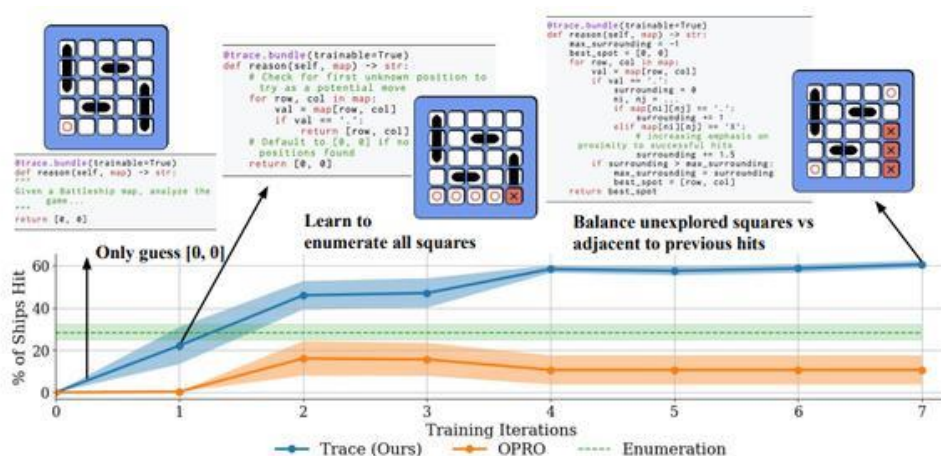 @trace.bundle(trainable=True)
def reason(self, map) -> str:
"""
Given a Battleship map, analyze the
game...
"""
return [0, 0]
@trace.bundle(trainable=True)
def reason(self, map) -> str:
# Check for first unknown position to
try as a potential move
for row, col in map:
val = map[row, col]
if val == '.':
return [row, col]
# Default to [0, 0] if no
positions found
return [0, 0]
@trace.bundle(trainable=True)
def reason(self, map) -> str:
max_surrounding = -1
best_spot = [0, 0]
for row, col in map:
val = map[row, col]
if val == '.':
surrounding = 0
ni, nj = ...
if map[ni][nj] == '.':
surrounding += 1
elif map[ni][nj] == 'X':
# increasing emphasis on
proximity to successful hits
surrounding += 1.5
if surrounding > max_surrounding:
max_surrounding = surrounding
best_spot = [row, col]
return best_spot
Only guess [0, 0]
Learn to
enumerate all squares
Balance unexplored squares vs
adjacent to previous hits
% of Ships Hit
60
40
20
0
0 1 2 3 4 5 6 7
Training Iterations
Trace (Ours) OPRO Enumeration